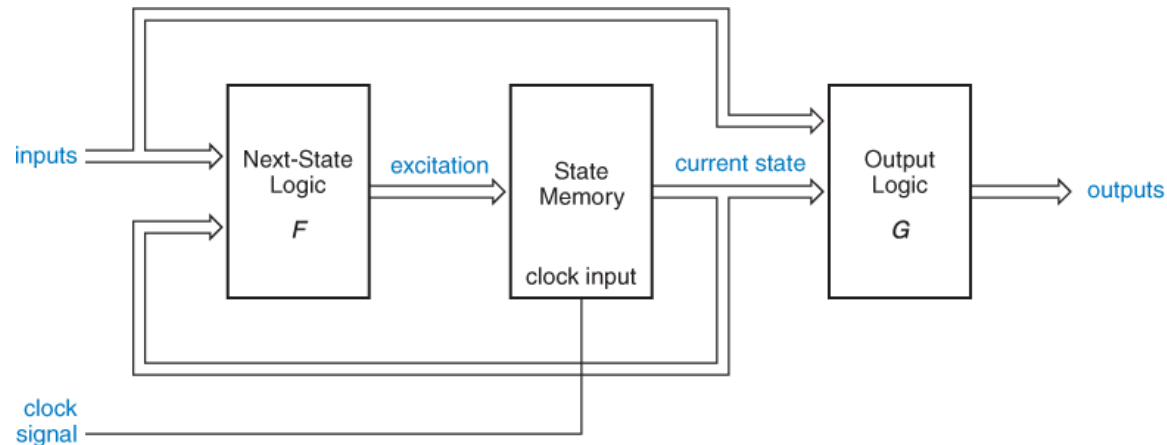 inputs
Next-State
Logic
F
excitation
State
Memory
clock input
current state
Output
Logic
G
outputs
clock
signal